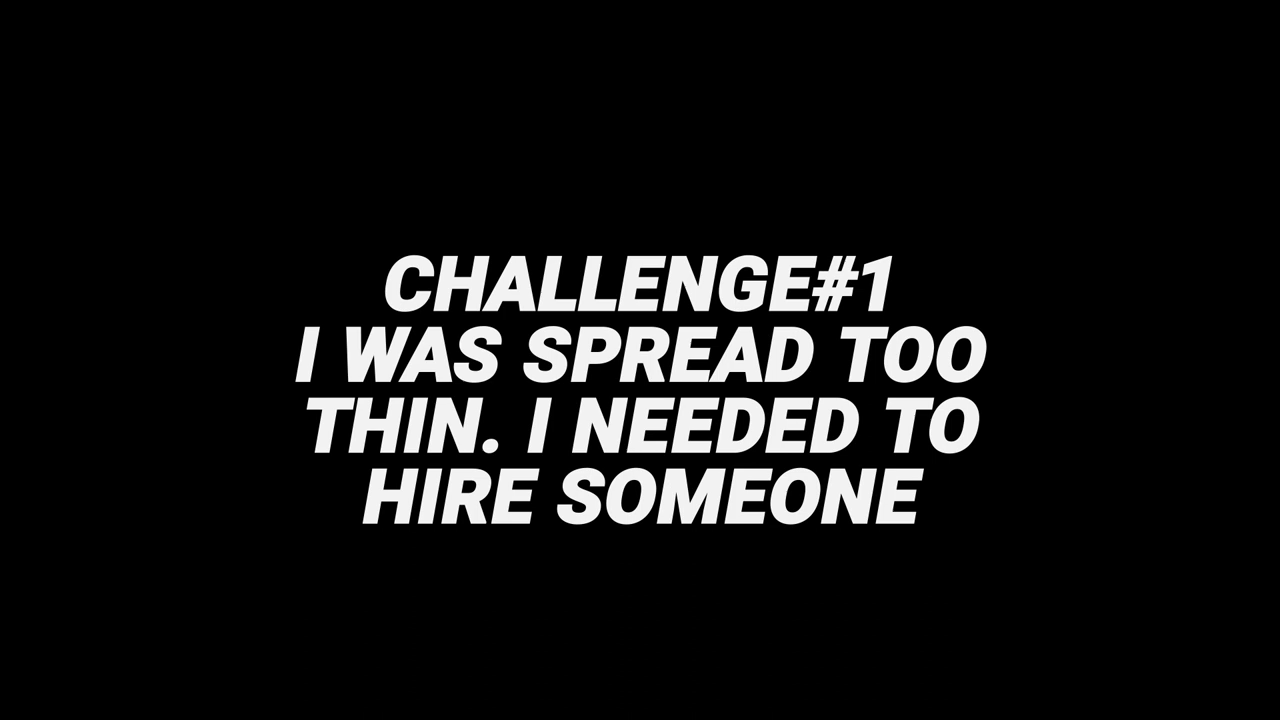 CHALLENGE#1
I WAS SPREAD TOO
THIN. I NEEDED TO
HIRE SOMEONE